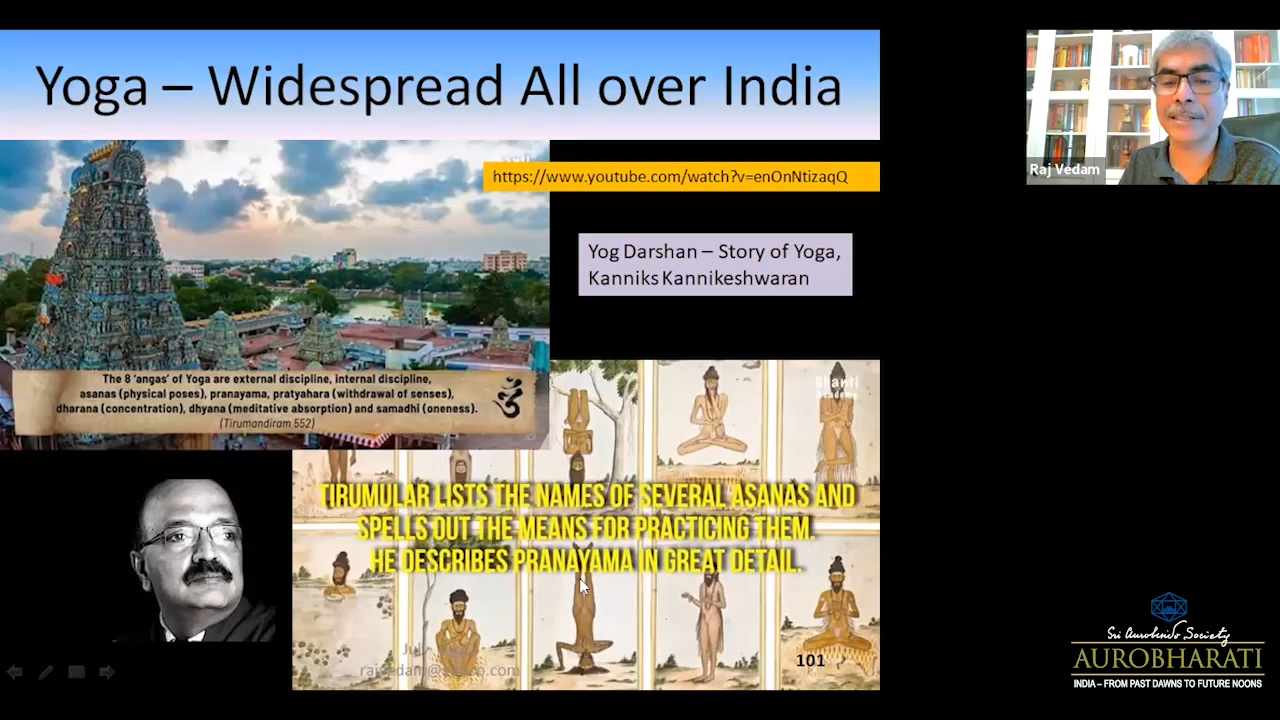 Yoga – Widespread All over India
https://www.youtube.com/watch?v=enOnNtizaqQ
Raj Vedam
Yog Darshan – Story of Yoga,
Kanniks Kannikeshwaran
The 8 'angas' of Yoga are external discipline, internal discipline,
asanas (physical poses), pranayama, pratyahara (withdrawal of senses),
dharana (concentration), dhyana (meditative absorption) and samadhi (oneness).
(Tirumandiram 552)
Shanti
TIRUMULAR LISTS THE NAMES OF SEVERAL ASANAS AND
SPELLS OUT THE MEANS FOR PRACTICING THEM.
HE DESCRIBES PRANAYAMA IN GREAT DETAIL.
101
Sri Aurobindo Society
AUROBHARATI
INDIA – FROM PAST DAWNS TO FUTURE NOONS